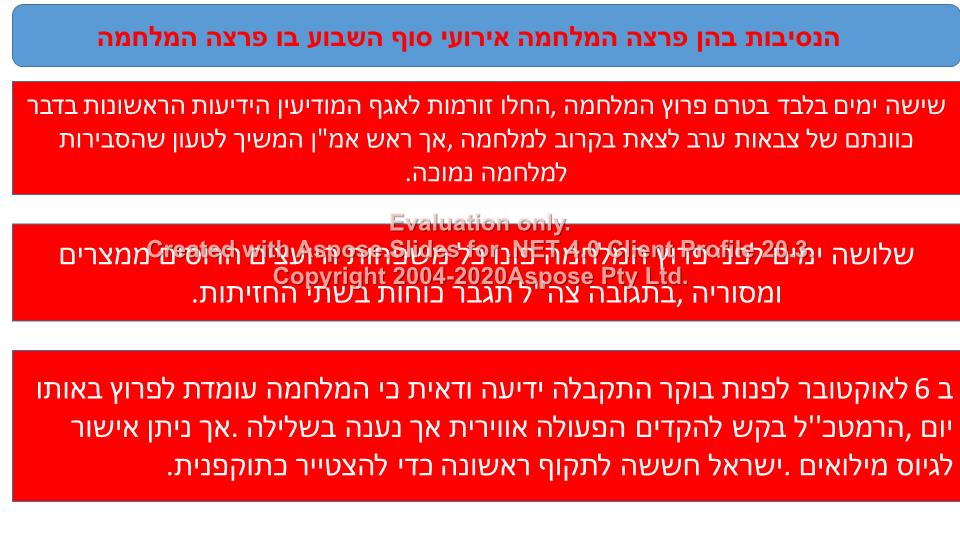 הנסיבות בהן פרצה המלחמה אירועי סוף השבוע בו פרצה המלחמה
שישה ימים בלבד בטרם פרוץ המלחמה ,החלו זורמות לאגף המודיעין הידיעות הראשונות בדבר
כוונתם של צבאות ערב לצאת בקרוב למלחמה ,אך ראש אמ"ן המשיך לטעון שהסבירות
למלחמה נמוכה.
Evaluation only.
שלושה ימים לפני פרוץ המלחמה פונו כל משפחות היועצים הרוסים ממצרים
Created with Aspose.Slides for .NET 4.0 Client Profile 20.3.
Copyright 2004-2020Aspose Pty Ltd.
ומסוריה ,בתגובה צה"ל תגבר כוחות בשתי החזיתות.
ב 6 לאוקטובר לפנות בוקר התקבלה ידיעה ודאית כי המלחמה עומדת לפרוץ באותו
יום ,הרמטכ''ל בקש להקדים הפעולה אווירית אך נענה בשלילה .אך ניתן אישור
לגיוס מילואים .ישראל חששה לתקוף ראשונה כדי להצטייר כתוקפנית.